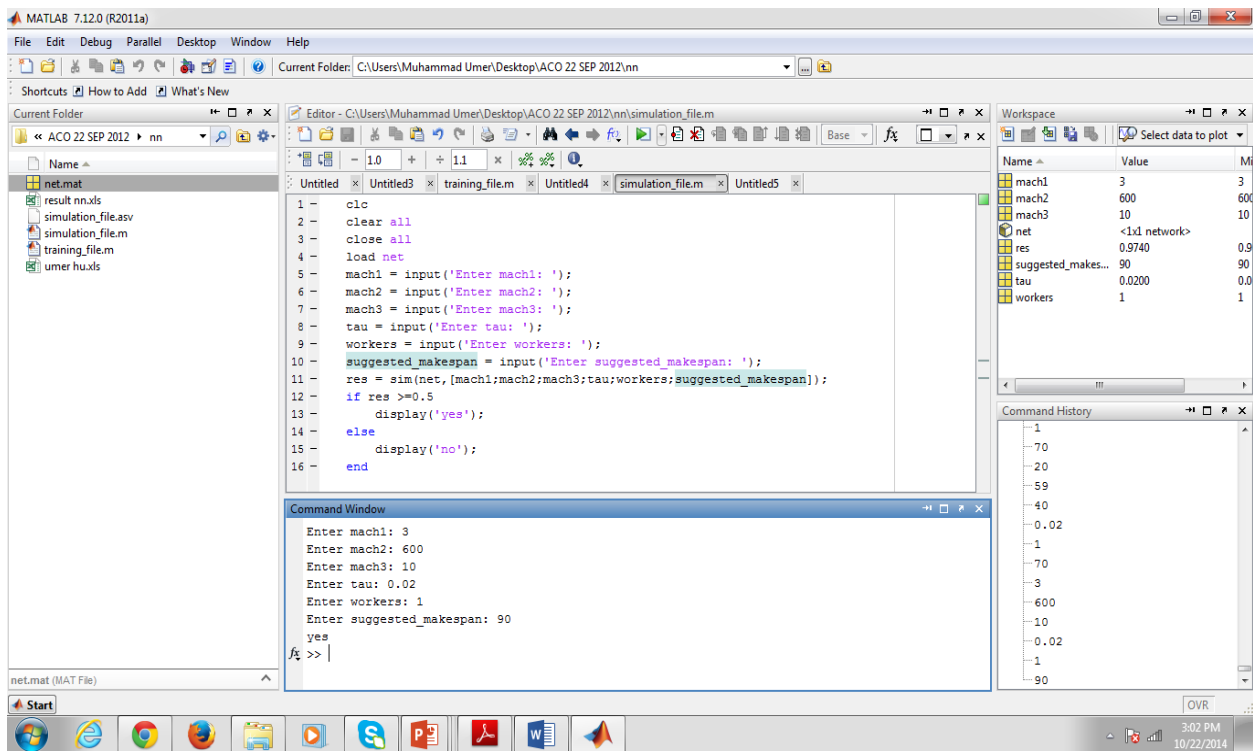 MATLAB 7.12.0 (R2011a)
File Edit Debug Parallel Desktop Window Help
Current Folder: C:\Users\Muhammad Umer\Desktop\ACO 22 SEP 2012\nn
Shortcuts How to Add What's New
Current Folder
« ACO 22 SEP 2012 nn
Name
net.mat
result nn.xls
simulation_file.asv
simulation_file.m
training_file.m
umer hu.xls
net.mat (MAT File)
Editor - C:\Users\Muhammad Umer\Desktop\ACO 22 SEP 2012\nn\simulation_file.m
Base fx
− 1.0 + ÷ 1.1 ×
Untitled × Untitled3 × training_file.m × Untitled4 × simulation_file.m × Untitled5 ×
1 − clc
2 − clear all
3 − close all
4 − load net
5 − mach1 = input('Enter mach1: ');
6 − mach2 = input('Enter mach2: ');
7 − mach3 = input('Enter mach3: ');
8 − tau = input('Enter tau: ');
9 − workers = input('Enter workers: ');
10 − suggested_makespan = input('Enter suggested_makespan: ');
11 − res = sim(net,[mach1;mach2;mach3;tau;workers;suggested_makespan]);
12 − if res >=0.5
13 − display('yes');
14 − else
15 − display('no');
16 − end
Command Window
Enter mach1: 3
Enter mach2: 600
Enter mach3: 10
Enter tau: 0.02
Enter workers: 1
Enter suggested_makespan: 90
yes
fx >>
Workspace
Select data to plot
Name Value Mi
mach1 3 3
mach2 600 600
mach3 10 10
net <1x1 network>
res 0.9740 0.9
suggested_makes... 90 90
tau 0.0200 0.0
workers 1 1
Command History
1
70
20
59
40
0.02
1
70
3
600
10
0.02
1
90
Start
OVR
3:02 PM
10/22/2014